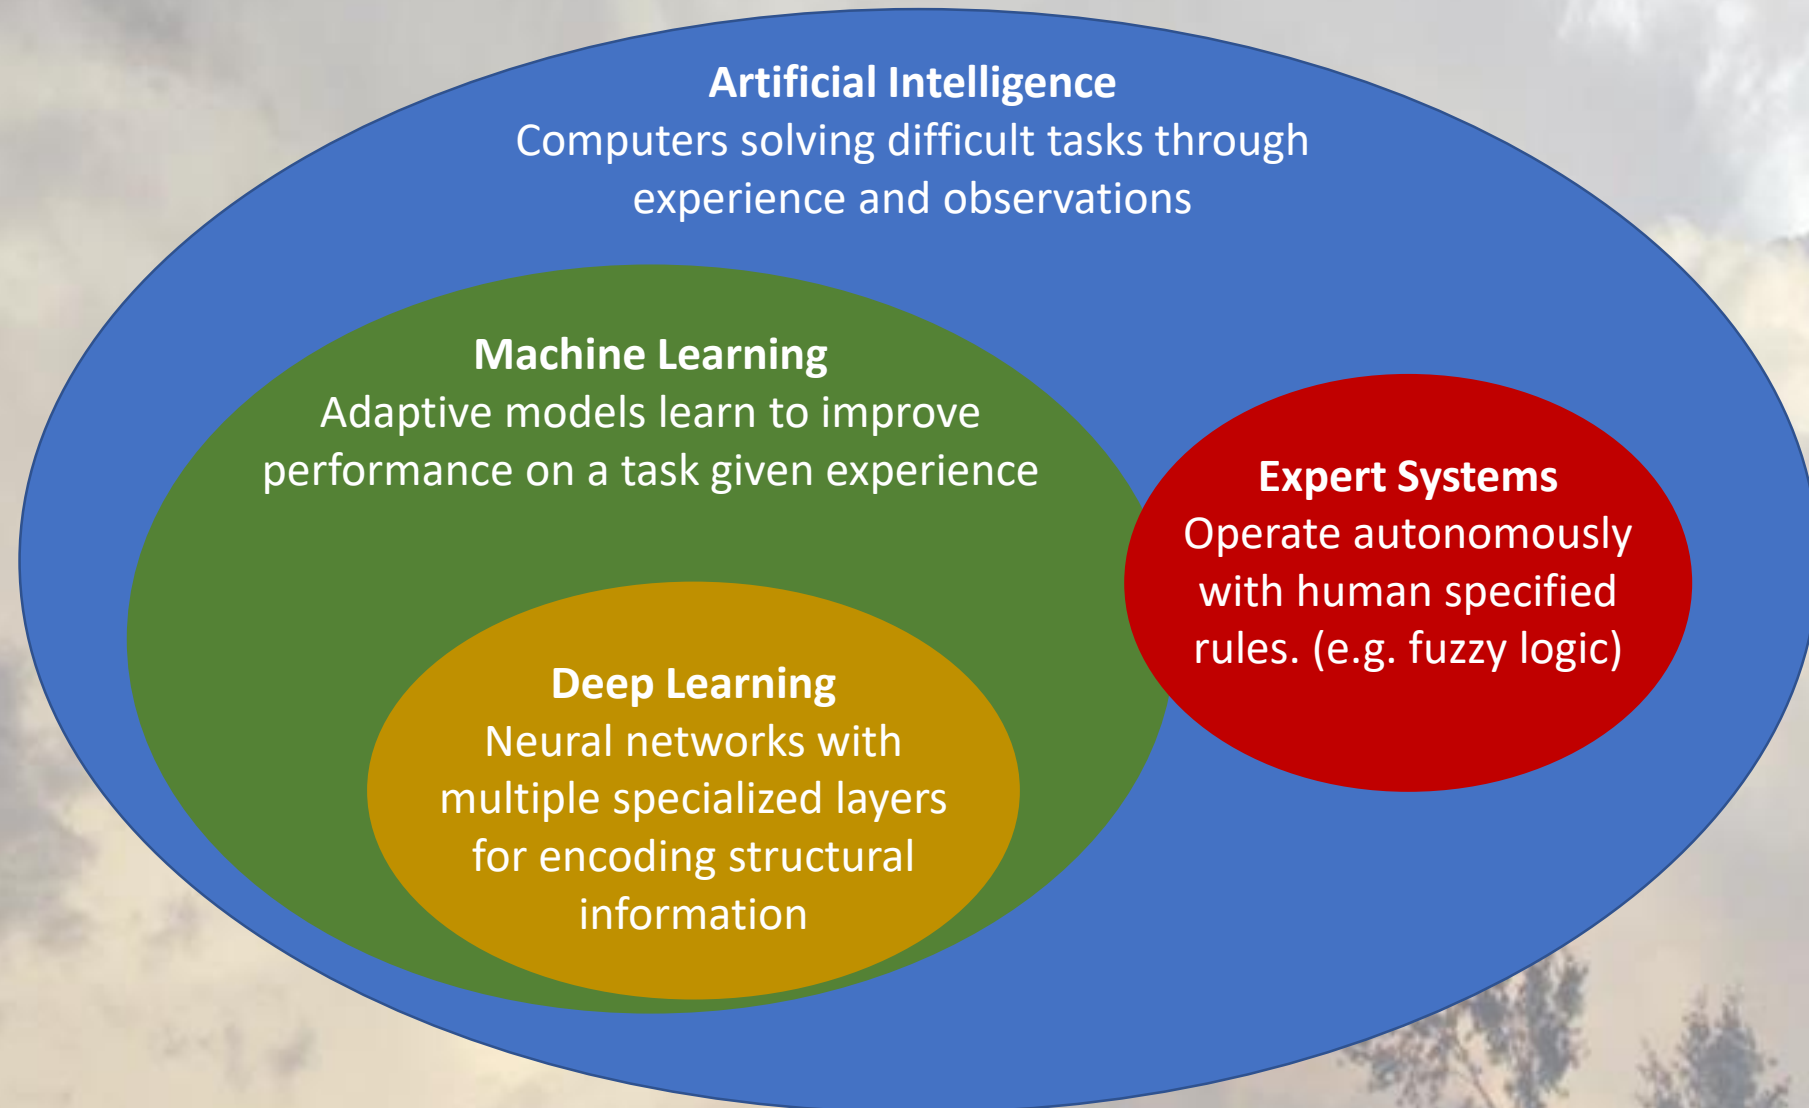 Artificial Intelligence
Computers solving difficult tasks through
experience and observations
Machine Learning
Adaptive models learn to improve
performance on a task given experience
Expert Systems
Operate autonomously
with human specified
rules. (e.g. fuzzy logic)
Deep Learning
Neural networks with
multiple specialized layers
for encoding structural
information